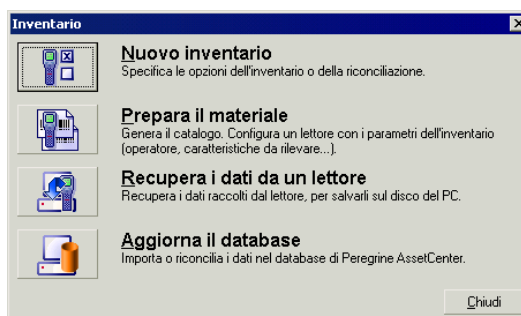 Inventario
Nuovo inventario
Specifica le opzioni dell'inventario o della riconciliazione.
Prepara il materiale
Genera il catalogo. Configura un lettore con i parametri dell'inventario
(operatore, caratteristiche da rilevare...).
Recupera i dati da un lettore
Recupera i dati raccolti dal lettore, per salvarli sul disco del PC.
Aggiorna il database
Importa o riconcilia i dati nel database di Peregrine AssetCenter.
Chiudi